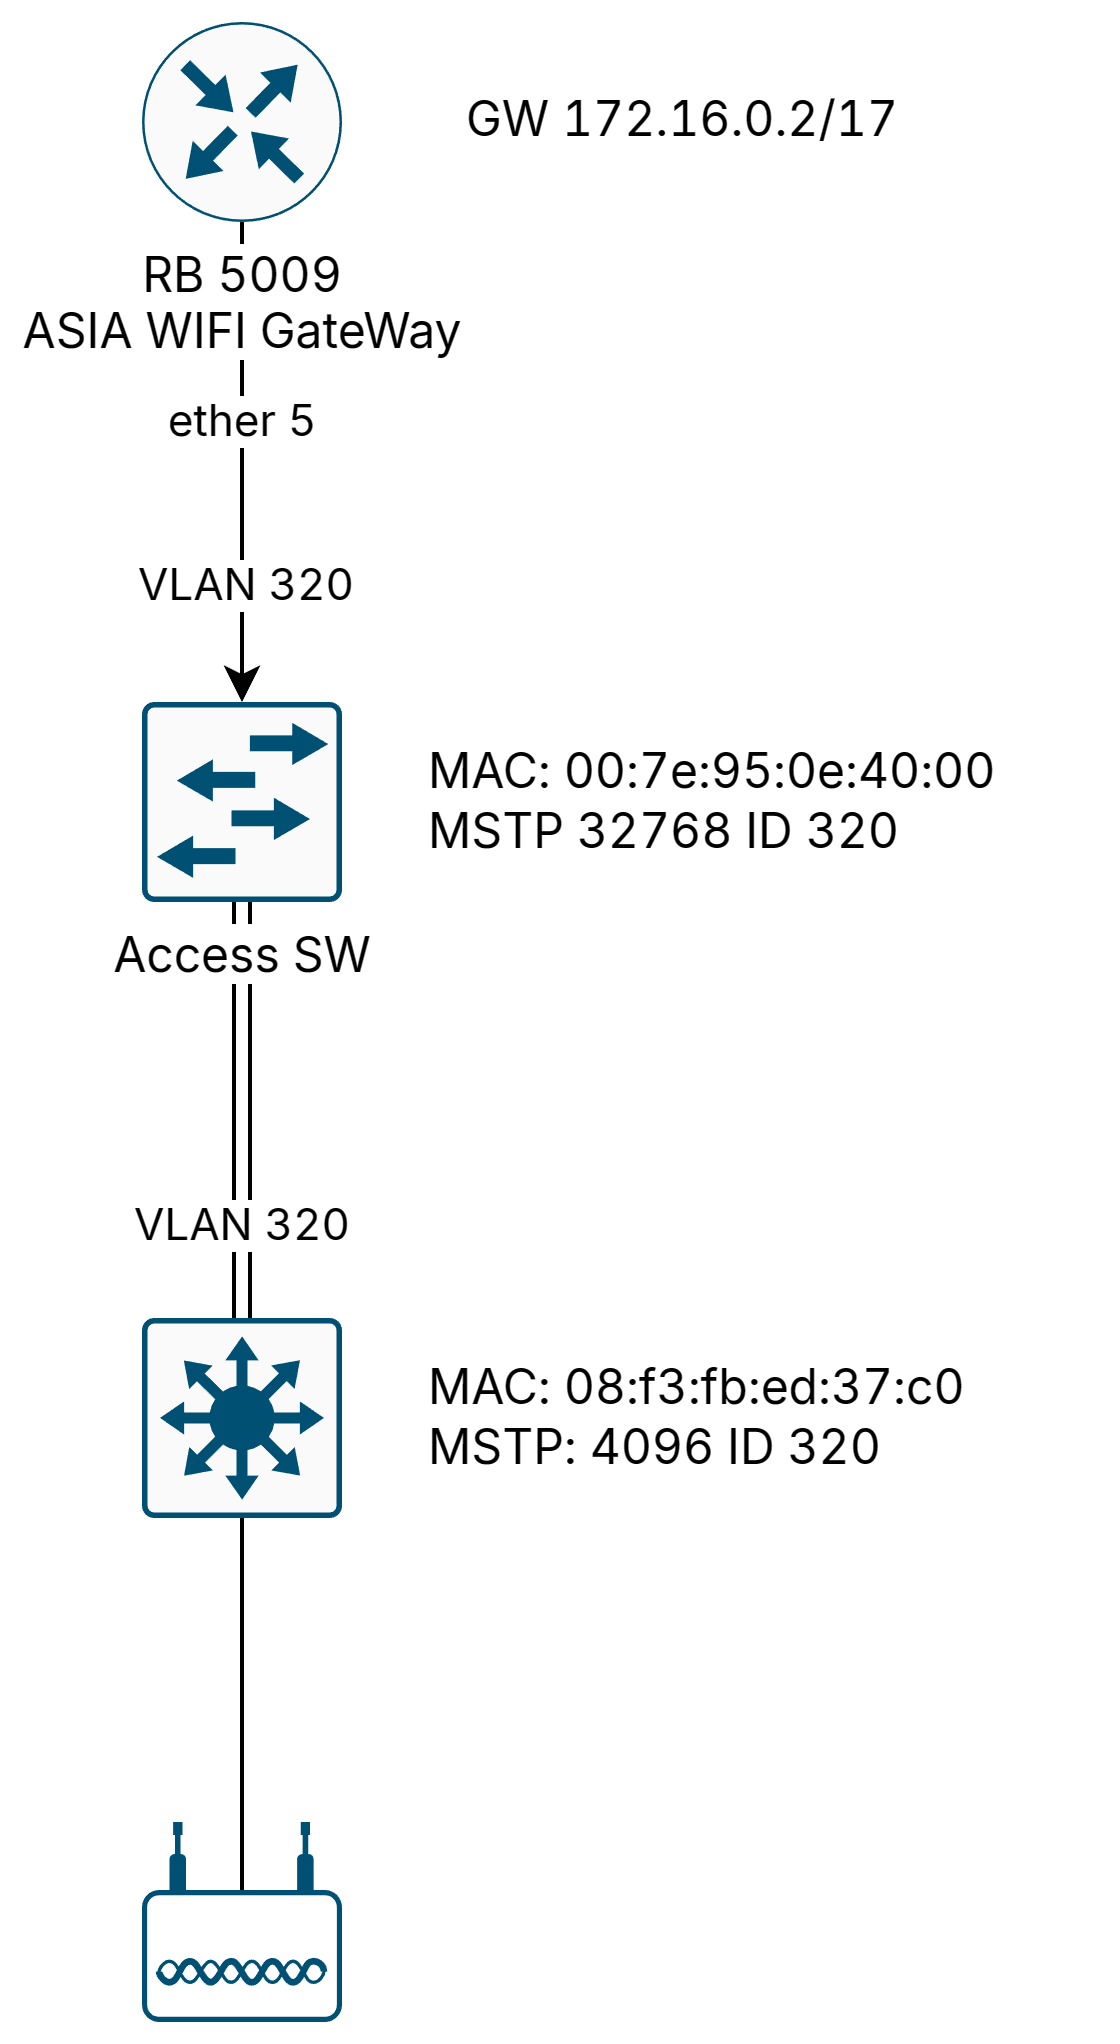 GW 172.16.0.2/17
RB 5009
ASIA WIFI GateWay
ether 5
VLAN 320
MAC: 00:7e:95:0e:40:00
MSTP 32768 ID 320
Access SW
VLAN 320
MAC: 08:f3:fb:ed:37:c0
MSTP: 4096 ID 320